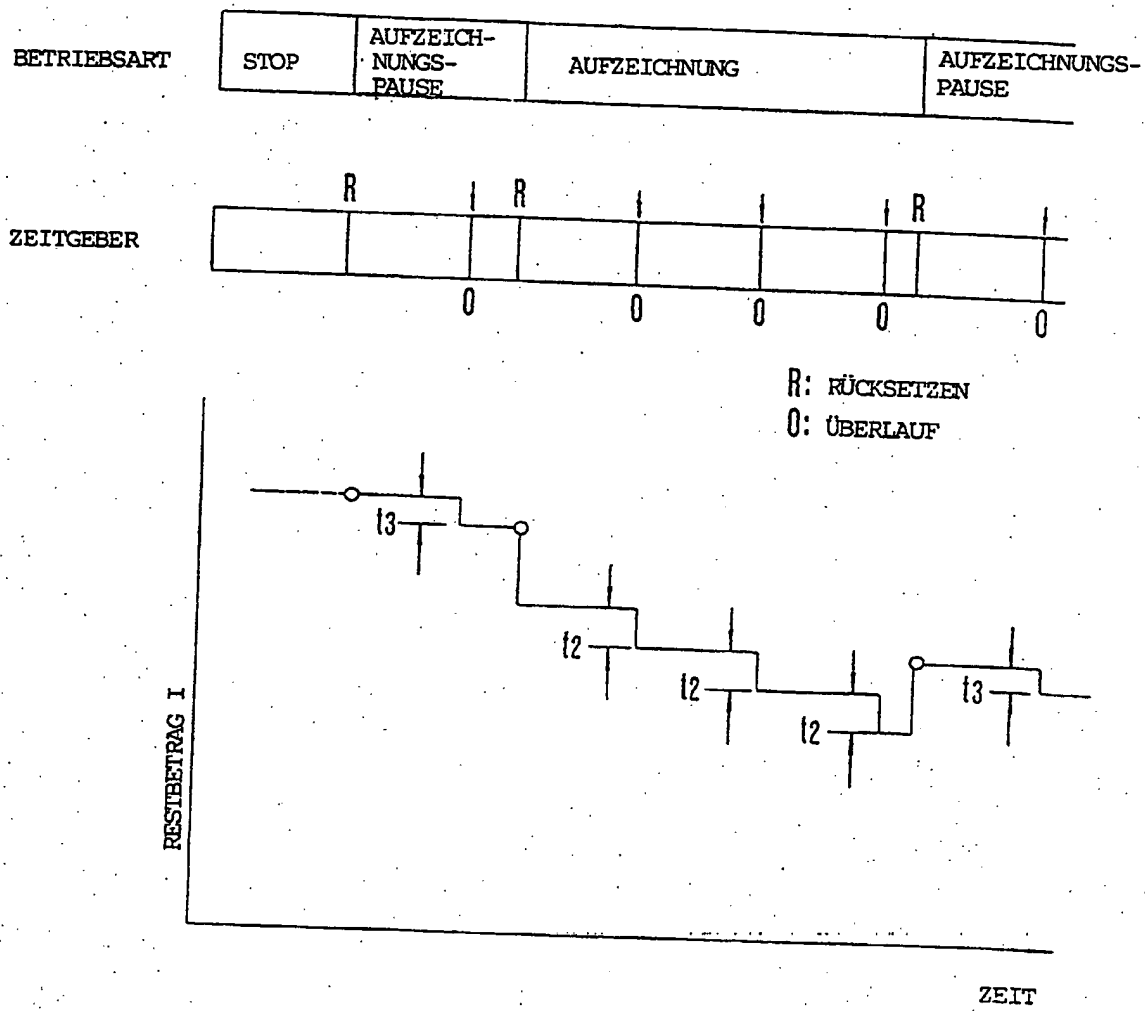 BETRIEBSART
STOP
AUFZEICH-
NUNGS-
PAUSE
AUFZEICHNUNG
AUFZEICHNUNGS-
PAUSE
R
R
R
ZEITGEBER
0
0
0
0
0
R: RÜCKSETZEN
0: ÜBERLAUF
t3
t2
t2
t2
t3
RESTBETRAG I
ZEIT